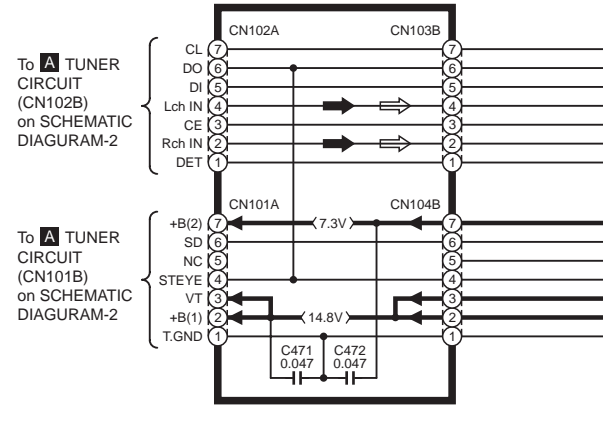 CN102A CN103B
CL 7 7
DO 6 6
DI 5 5
Lch IN 4 4
CE 3 3
Rch IN 2 2
DET 1 1
To A TUNER
CIRCUIT
(CN102B)
on SCHEMATIC
DIAGURAM-2
CN101A CN104B
+B(2) 7 7.3V 7
SD 6 6
NC 5 5
STEYE 4 4
VT 3 3
+B(1) 2 14.8V 2
T.GND 1 1
To A TUNER
CIRCUIT
(CN101B)
on SCHEMATIC
DIAGURAM-2
C471 C472
0.047 0.047